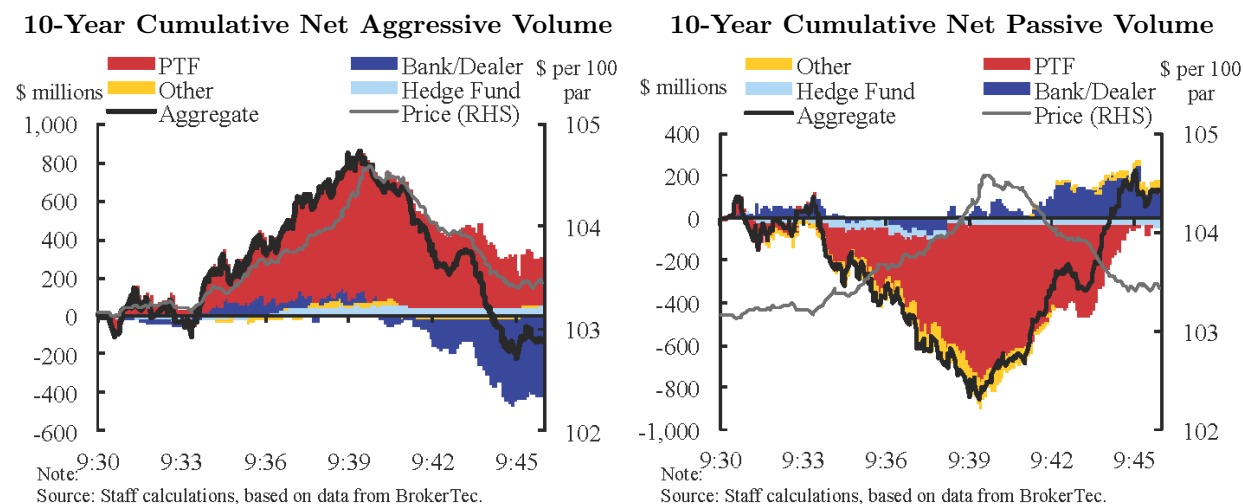 10-Year Cumulative Net Aggressive Volume
PTF
Bank/Dealer
$ per 100
par
$ millions
Other
Hedge Fund
Aggregate
Price (RHS)
1,000
800
600
400
200
0
-200
-400
-600
105
104
103
102
9:30
9:33
9:36
9:39
9:42
9:45
Note:
Source: Staff calculations, based on data from BrokerTec.
10-Year Cumulative Net Passive Volume
Other
PTF
$ per 100
par
$ millions
Hedge Fund
Bank/Dealer
Aggregate
Price (RHS)
400
200
0
-200
-400
-600
-800
-1,000
105
104
103
102
9:30
9:33
9:36
9:39
9:42
9:45
Note:
Source: Staff calculations, based on data from BrokerTec.